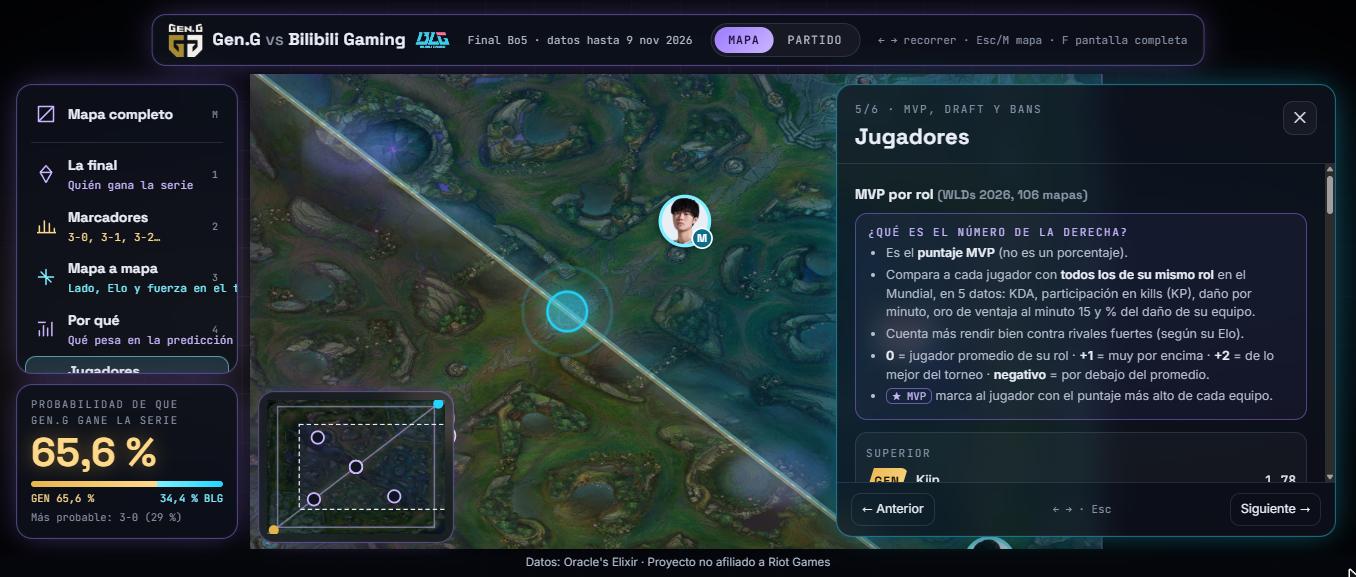 GEN.G
Gen.G vs Bilibili Gaming
BLG
Final Bo5 · datos hasta 9 nov 2026
MAPA
PARTIDO
← → recorrer · Esc/M mapa · F pantalla completa
Mapa completo
M
La final
1
Quién gana la serie
Marcadores
2
3-0, 3-1, 3-2…
Mapa a mapa
3
Lado, Elo y fuerza en el
Por qué
4
Qué pesa en la predicción
Jugadores
PROBABILIDAD DE QUE
GEN.G GANE LA SERIE
65,6 %
GEN 65,6 %
34,4 % BLG
Más probable: 3-0 (29 %)
M
5/6 · MVP, DRAFT Y BANS
Jugadores
MVP por rol (WLDs 2026, 106 mapas)
¿QUÉ ES EL NÚMERO DE LA DERECHA?
• Es el puntaje MVP (no es un porcentaje).
• Compara a cada jugador con todos los de su mismo rol en el
Mundial, en 5 datos: KDA, participación en kills (KP), daño por
minuto, oro de ventaja al minuto 15 y % del daño de su equipo.
• Cuenta más rendir bien contra rivales fuertes (según su Elo).
• 0 = jugador promedio de su rol · +1 = muy por encima · +2 = de lo
mejor del torneo · negativo = por debajo del promedio.
• ★ MVP marca al jugador con el puntaje más alto de cada equipo.
SUPERIOR
GEN
Kiin
1,78
← Anterior
← → · Esc
Siguiente →
Datos: Oracle's Elixir · Proyecto no afiliado a Riot Games